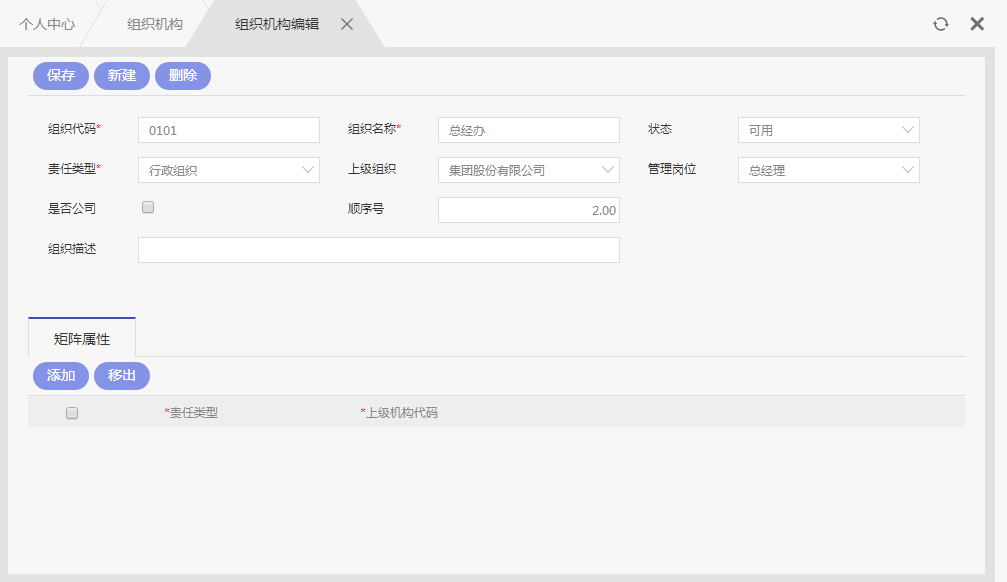 个人中心 组织机构 组织机构编辑
保存 新建 删除
组织代码* 0101 组织名称* 总经办 状态 可用
责任类型* 行政组织 上级组织 集团股份有限公司 管理岗位 总经理
是否公司 顺序号 2.00
组织描述
矩阵属性
添加 移出
*责任类型 *上级机构代码